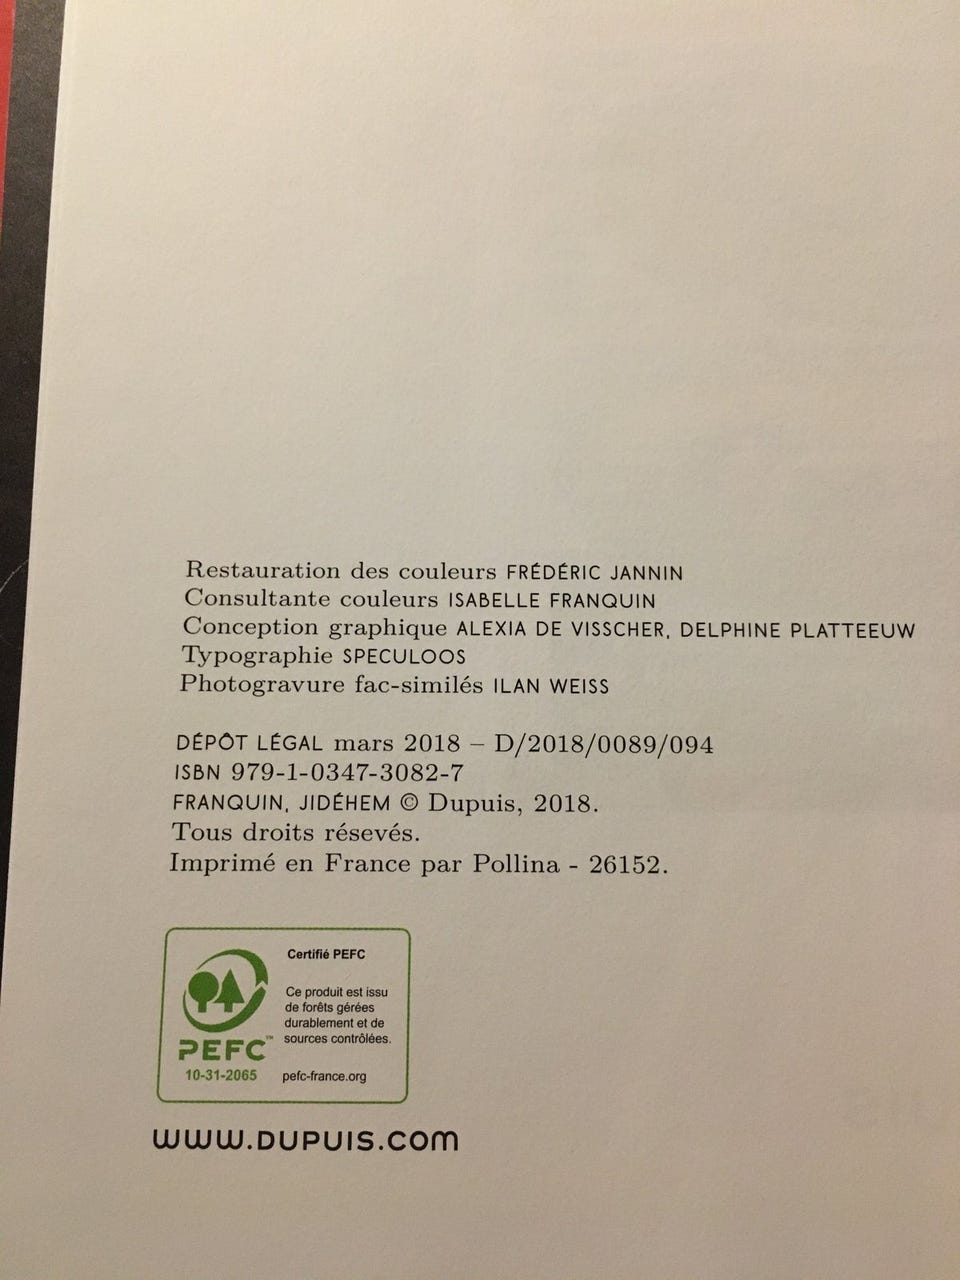 Restauration des couleurs FRÉDÉRIC JANNIN
Consultante couleurs ISABELLE FRANQUIN
Conception graphique ALEXIA DE VISSCHER, DELPHINE PLATTEEUW
Typographie SPECULOOS
Photogravure fac-similés ILAN WEISS
DÉPÔT LÉGAL mars 2018 – D/2018/0089/094
ISBN 979-1-0347-3082-7
FRANQUIN, JIDÉHEM © Dupuis, 2018.
Tous droits résevés.
Imprimé en France par Pollina - 26152.
Certifié PEFC
Ce produit est issu
de forêts gérées
durablement et de
sources contrôlées.
PEFC™
10-31-2065
pefc-france.org
www.DUPUIS.com